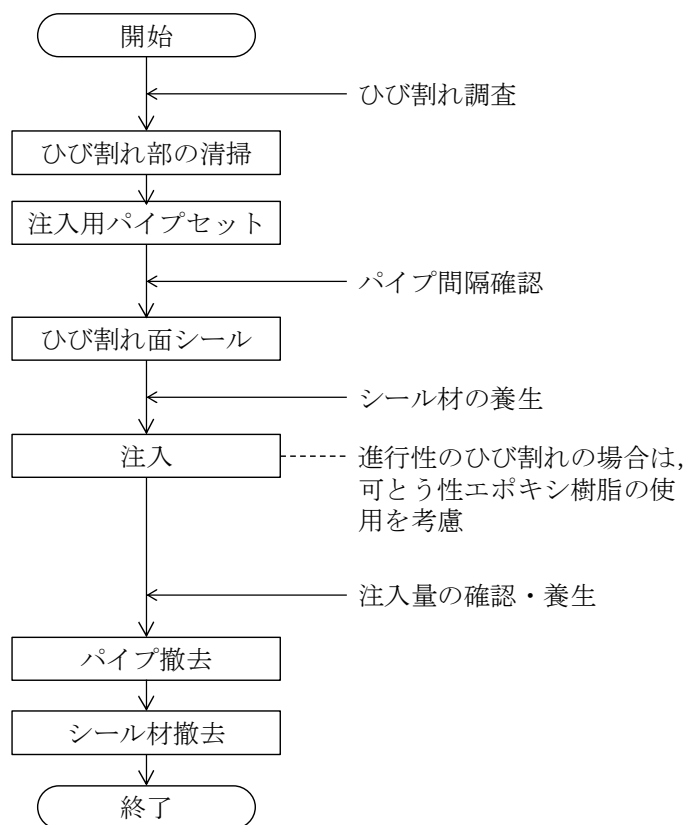 開始
ひび割れ調査
ひび割れ部の清掃
注入用パイプセット
パイプ間隔確認
ひび割れ面シール
シール材の養生
注入
進行性のひび割れの場合は,
可とう性エポキシ樹脂の使
用を考慮
注入量の確認・養生
パイプ撤去
シール材撤去
終了